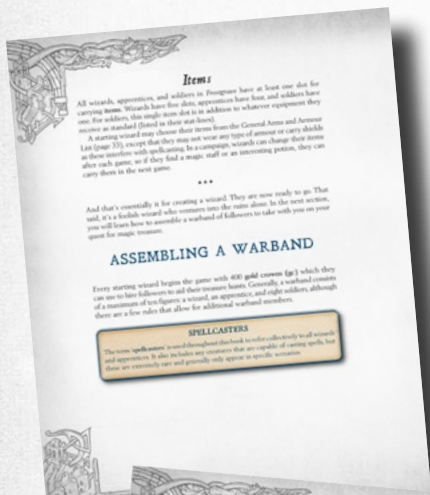 Items
All wizards, apprentices, and soldiers in Frostgrave have at least one slot for
carrying items. Wizards have five slots, apprentices have four, and soldiers have
one. For soldiers, this single item slot is in addition to whatever equipment they
receive as standard (listed in their stat-lines).
A starting wizard may choose their items from the General Arms and Armour
List (page 33), except that they may not wear any type of armour or carry shields
as these interfere with spellcasting. In a campaign, wizards can change their items
after each game, so if they find a magic staff or an interesting potion, they can
carry them in the next game.
•••
And that's essentially it for creating a wizard. They are now ready to go. That
said, it's a foolish wizard who ventures into the ruins alone. In the next section,
you will learn how to assemble a warband of followers to take with you on your
quest for magic treasure.
ASSEMBLING A WARBAND
Every starting wizard begins the game with 400 gold crowns (gc) which they
can use to hire followers to aid their treasure hunts. Generally, a warband consists
of a maximum of ten figures: a wizard, an apprentice, and eight soldiers, although
there are a few rules that allow for additional warband members.
SPELLCASTERS
The term 'spellcasters' is used throughout this book to refer collectively to all wizards
and apprentices. It also includes any creatures that are capable of casting spells, but
these are extremely rare and generally only appear in specific scenarios.